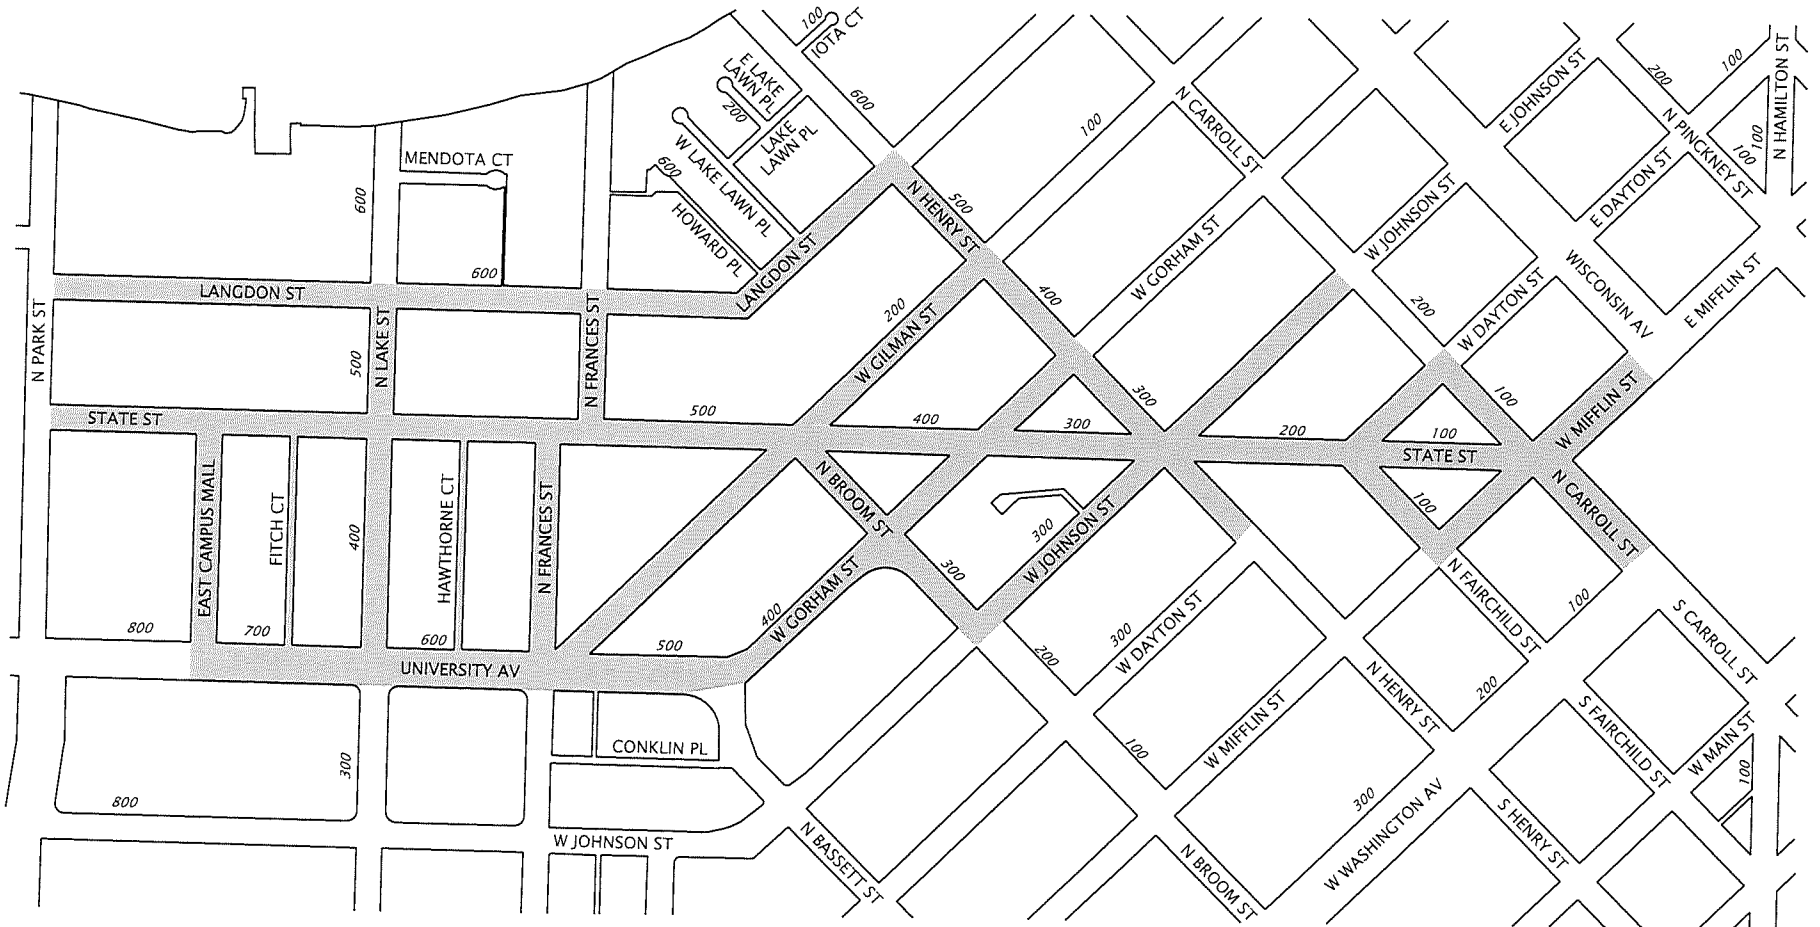 100
IOTA CT
E LAKE
LAWN PL
200
LAKE
LAWN PL
600
W LAKE LAWN PL
600
HOWARD PL
MENDOTA CT
600
600
LANGDON ST
LANGDON ST
N PARK ST
N LAKE ST
500
N FRANCES ST
STATE ST
500
400
300
200
100
STATE ST
N HENRY ST
500
400
300
W GILMAN ST
200
100
N CARROLL ST
W GORHAM ST
W JOHNSON ST
200
W DAYTON ST
100
E JOHNSON ST
E DAYTON ST
200
100
N PINCKNEY ST
100
100
N HAMILTON ST
WISCONSIN AV
E MIFFLIN ST
W MIFFLIN ST
N CARROLL ST
EAST CAMPUS MALL
FITCH CT
400
HAWTHORNE CT
N FRANCES ST
N BROOM ST
300
300
W JOHNSON ST
100
N FAIRCHILD ST
100
S CARROLL ST
800
700
600
500
400
W GORHAM ST
UNIVERSITY AV
200
300
W DAYTON ST
N HENRY ST
200
S FAIRCHILD ST
W MAIN ST
100
CONKLIN PL
300
800
100
W MIFFLIN ST
300
W WASHINGTON AV
S HENRY ST
W JOHNSON ST
N BASSETT ST
N BROOM ST